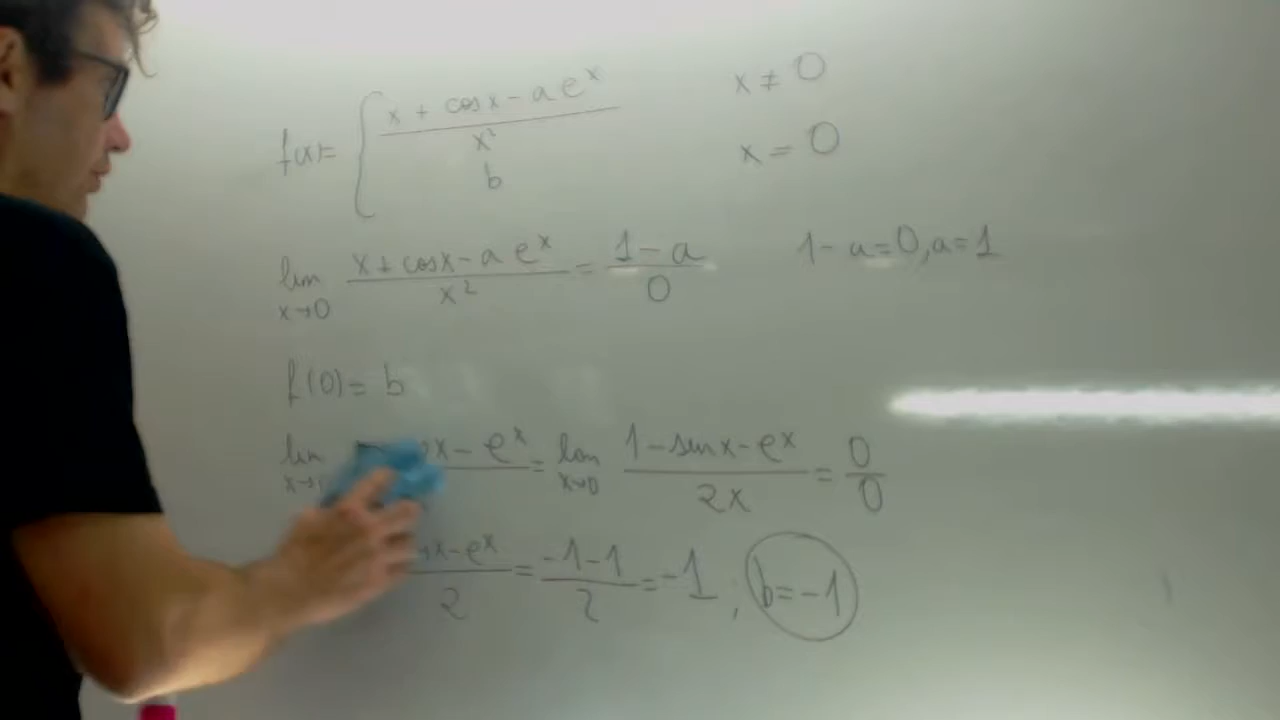 f(x)= { (x + cos x - a e^x)/x²    x ≠ 0
b    x = 0
lim x→0 (x + cos x - a e^x)/x² = (1-a)/0    1-a=0, a=1
f(0)= b
lim x - e^x = lim x→0 (1-sin x-e^x)/2x = 0/0
x-e^x/2 = (-1-1)/2 = -1, b=-1